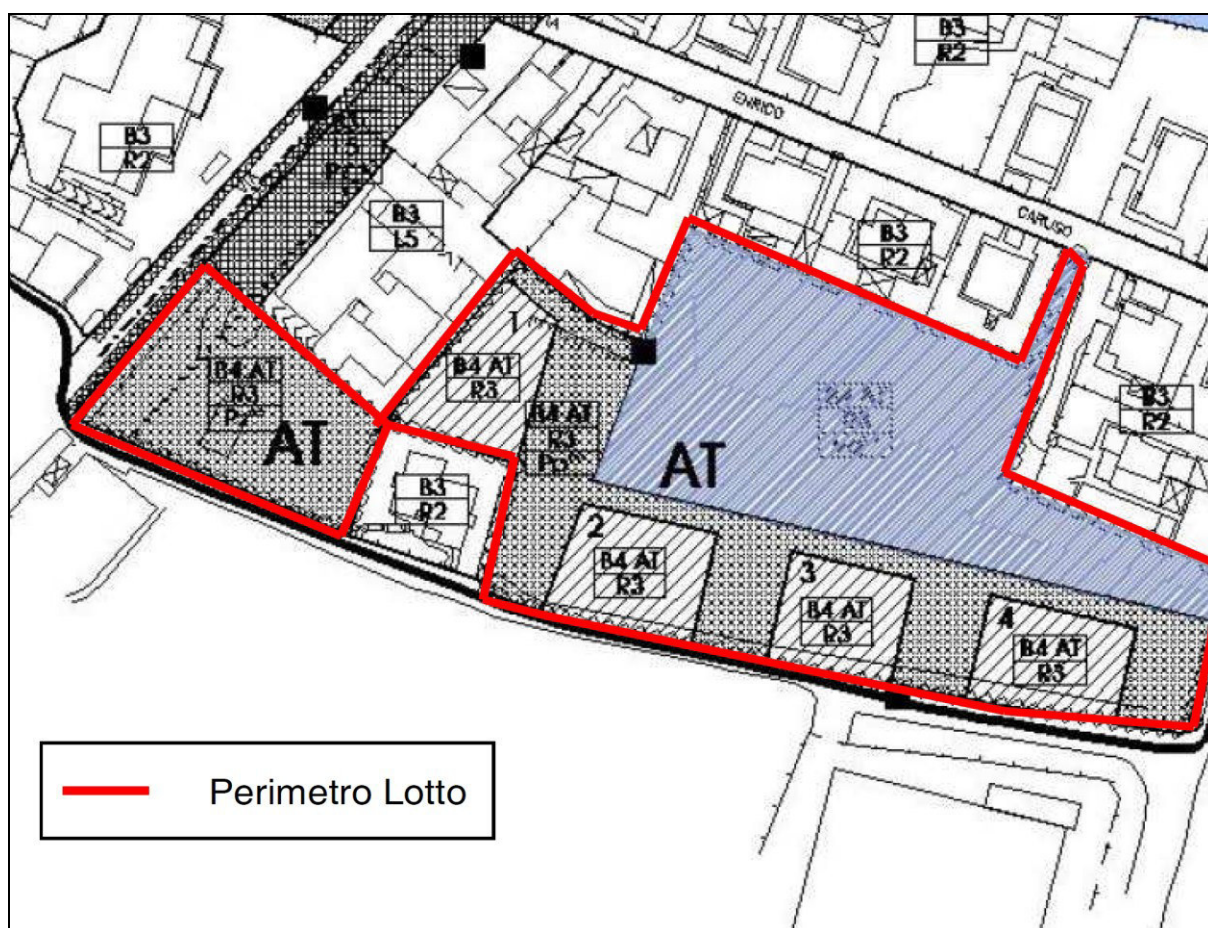 B3
R2
ENRICO
B3
R2
B3
L5
CARUSO
B3
R2
B4 AT
R3
AT
1
B4 AT
R3
B4 AT
R3
AT
B3
R2
B3
R2
2
B4 AT
R3
3
B4 AT
R3
4
B4 AT
R3
Perimetro Lotto